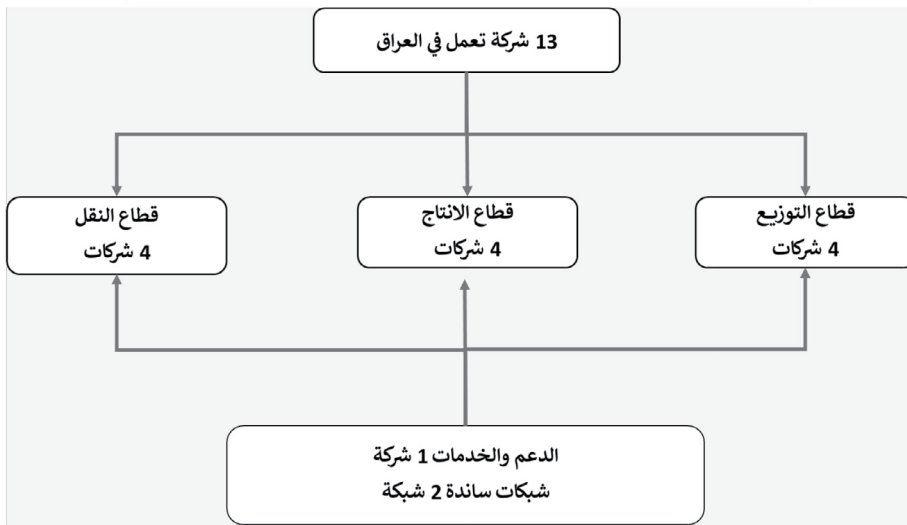 13 شركة تعمل في العراق
قطاع التوزيع
4 شركات
قطاع الانتاج
4 شركات
قطاع النقل
4 شركات
الدعم والخدمات 1 شركة
شبكات ساندة 2 شبكة